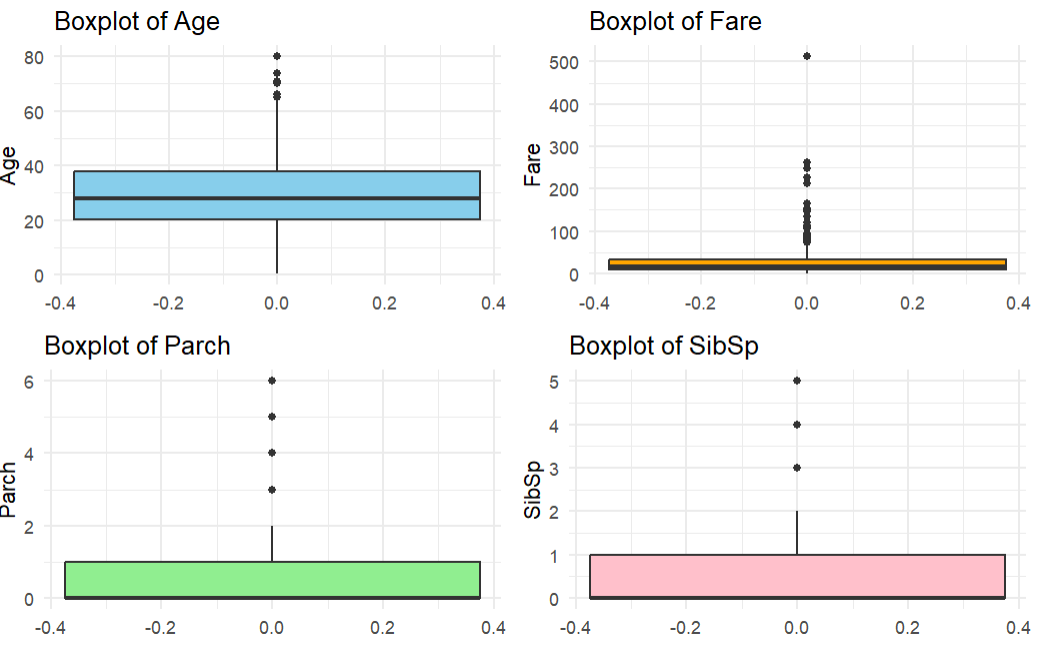 Boxplot of Age
80
60
40
20
0
Age
-0.4 -0.2 0.0 0.2 0.4
Boxplot of Fare
500
400
300
200
100
0
Fare
-0.4 -0.2 0.0 0.2 0.4
Boxplot of Parch
6
4
2
0
Parch
-0.4 -0.2 0.0 0.2 0.4
Boxplot of SibSp
5
4
3
2
1
0
SibSp
-0.4 -0.2 0.0 0.2 0.4